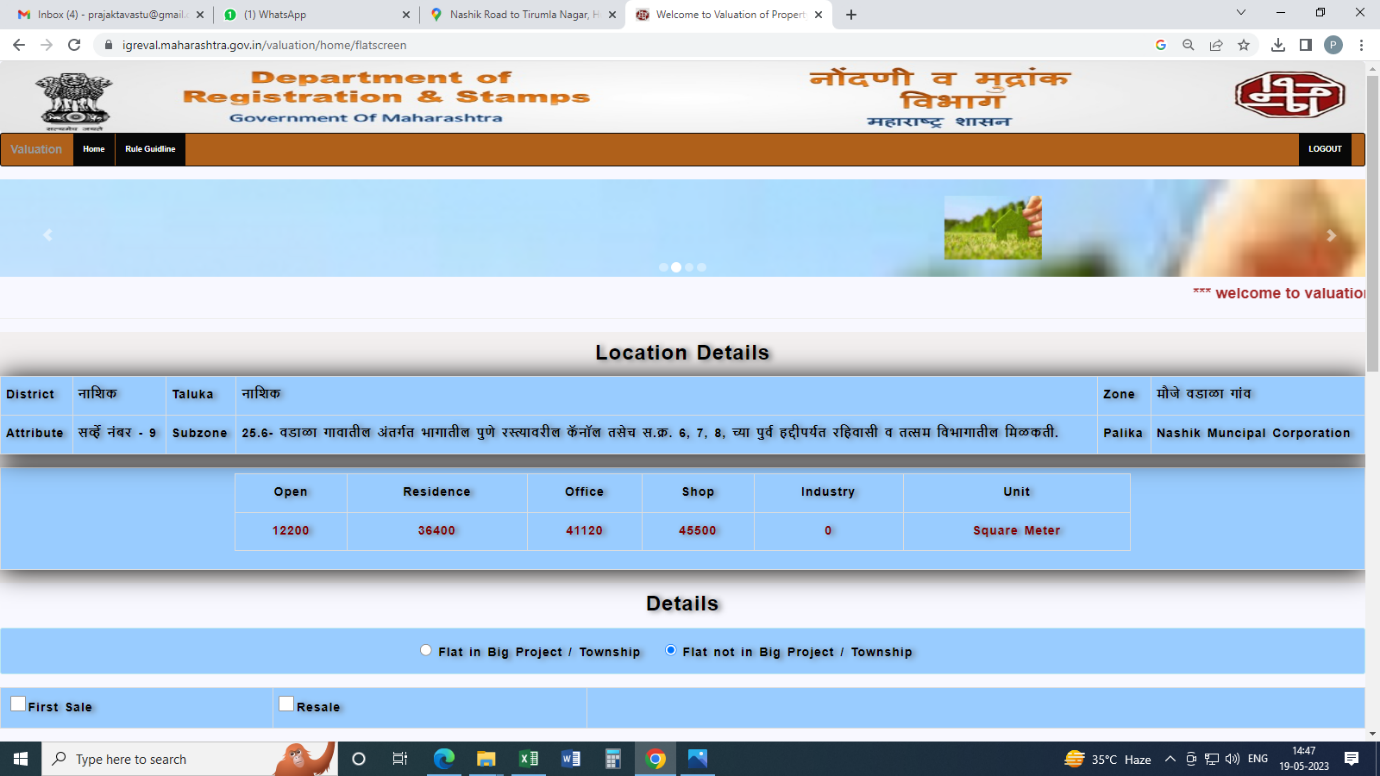 Inbox (4) - prajaktavastu@gmail.c
(1) WhatsApp
Nashik Road to Tirumla Nagar, H
Welcome to Valuation of Propert
igreval.maharashtra.gov.in/valuation/home/flatscreen
Department of
Registration & Stamps
Government Of Maharashtra
नोंदणी व मुद्रांक
विभाग
महाराष्ट्र शासन
Valuation Home Rule Guidline LOGOUT
*** welcome to valuation
Location Details
District नाशिक Taluka नाशिक Zone मौजे वडाळा गांव
Attribute सर्व्हे नंबर - 9 Subzone 25.6- वडाळा गावातील अंतर्गत भागातील पुणे रस्त्यावरील कॅनॉल तसेच स.क्र. 6, 7, 8, च्या पुर्व हद्दीपर्यत रहिवासी व तत्सम विभागातील मिळकती. Palika Nashik Muncipal Corporation
Open Residence Office Shop Industry Unit
12200 36400 41120 45500 0 Square Meter
Details
Flat in Big Project / Township Flat not in Big Project / Township
First Sale Resale
Type here to search
35°C Haze ENG
14:47
19-05-2023